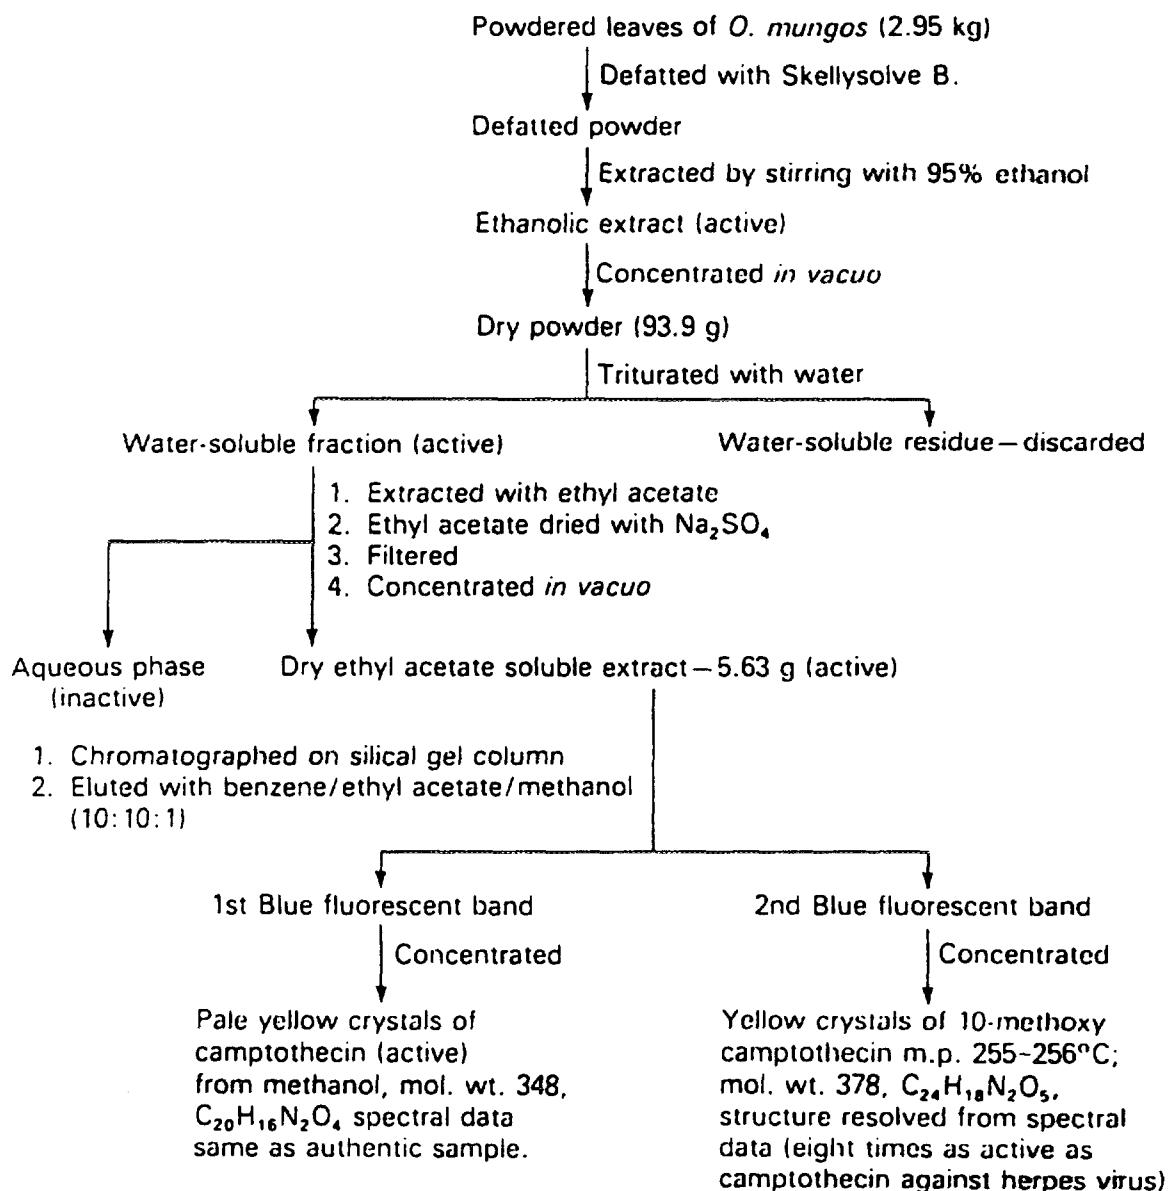 Powdered leaves of O. mungos (2.95 kg)
Defatted with Skellysolve B.
Defatted powder
Extracted by stirring with 95% ethanol
Ethanolic extract (active)
Concentrated in vacuo
Dry powder (93.9 g)
Triturated with water
Water-soluble fraction (active)
Water-soluble residue — discarded
1. Extracted with ethyl acetate
2. Ethyl acetate dried with Na₂SO₄
3. Filtered
4. Concentrated in vacuo
Aqueous phase
(inactive)
Dry ethyl acetate soluble extract — 5.63 g (active)
1. Chromatographed on silical gel column
2. Eluted with benzene/ethyl acetate/methanol
(10:10:1)
1st Blue fluorescent band
Concentrated
Pale yellow crystals of
camptothecin (active)
from methanol, mol. wt. 348,
C₂₀H₁₆N₂O₄ spectral data
same as authentic sample.
2nd Blue fluorescent band
Concentrated
Yellow crystals of 10-methoxy
camptothecin m.p. 255–256°C;
mol. wt. 378, C₂₄H₁₈N₂O₅,
structure resolved from spectral
data (eight times as active as
camptothecin against herpes virus)